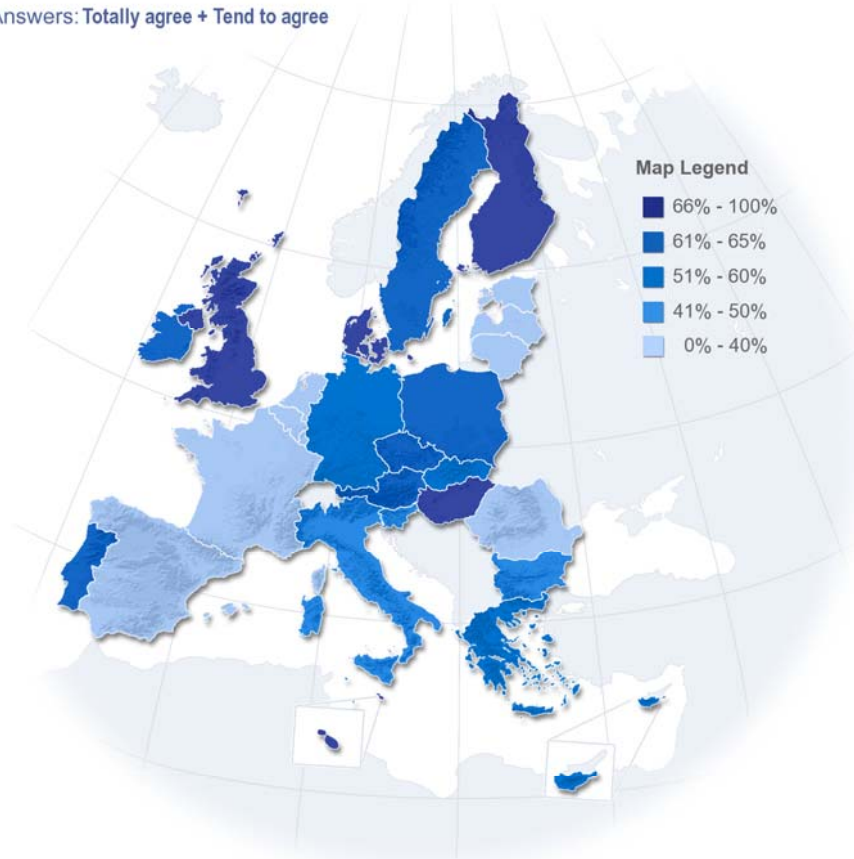 Answers: Totally agree + Tend to agree
Map Legend
66% - 100%
61% - 65%
51% - 60%
41% - 50%
0% - 40%